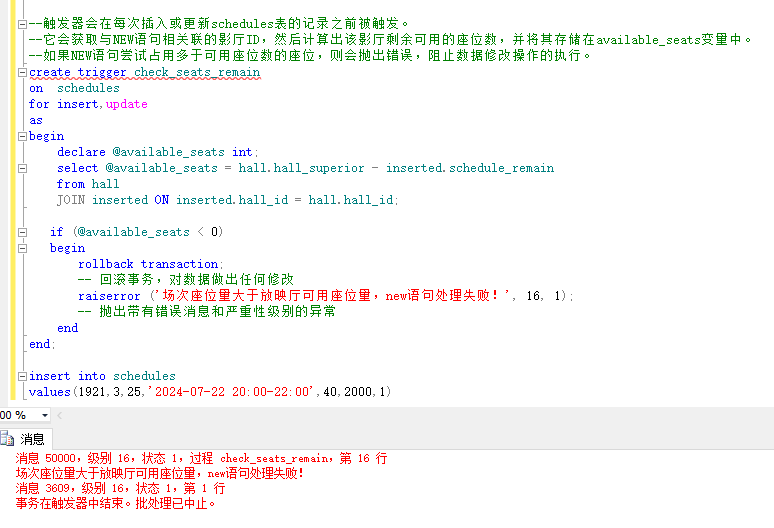 --触发器会在每次插入或更新schedules表的记录之前被触发。
--它会获取与NEW语句相关联的影厅ID，然后计算出该影厅剩余可用的座位数，并将其存储在available_seats变量中。
--如果NEW语句尝试占用多于可用座位数的座位，则会抛出错误，阻止数据修改操作的执行。
create trigger check_seats_remain
on  schedules
for insert,update
as
begin
    declare @available_seats int;
    select @available_seats = hall.hall_superior - inserted.schedule_remain
    from hall
    JOIN inserted ON inserted.hall_id = hall.hall_id;
   if (@available_seats < 0)
   begin
       rollback transaction;
       -- 回滚事务，对数据做出任何修改
       raiserror ('场次座位量大于放映厅可用座位量，new语句处理失败！', 16, 1);
       -- 抛出带有错误消息和严重性级别的异常
    end
end;
insert into schedules
values(1921,3,25,'2024-07-22 20:00-22:00',40,2000,1)
00 %
消息
消息 50000，级别 16，状态 1，过程 check_seats_remain，第 16 行
场次座位量大于放映厅可用座位量，new语句处理失败！
消息 3609，级别 16，状态 1，第 1 行
事务在触发器中结束。批处理已中止。